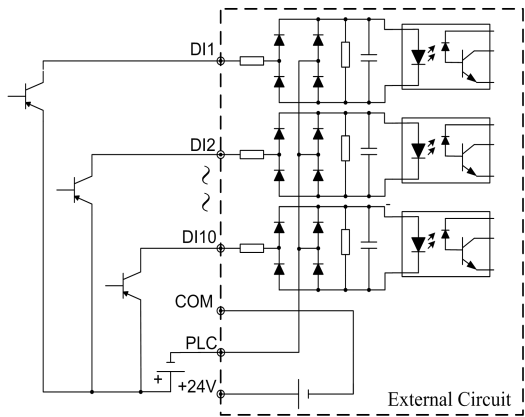 DI1
DI2
DI10
COM
PLC
+
+24V
External Circuit